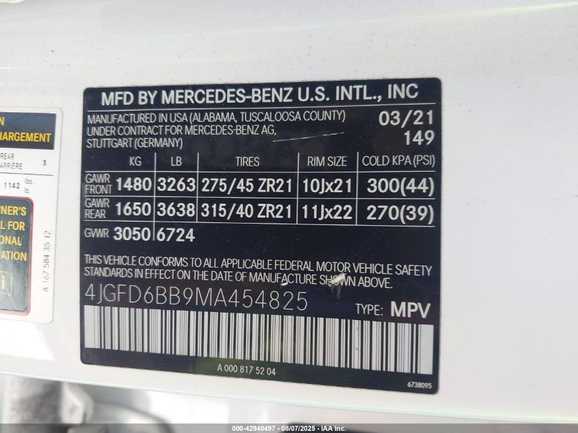 MFD BY MERCEDES-BENZ U.S. INTL., INC
MANUFACTURED IN USA (ALABAMA, TUSCALOOSA COUNTY) 03/21
UNDER CONTRACT FOR MERCEDES-BENZ AG, 149
STUTTGART (GERMANY)
KG LB TIRES RIM SIZE COLD KPA (PSI)
GAWR FRONT 1480 3263 275/45 ZR21 10Jx21 300(44)
GAWR REAR 1650 3638 315/40 ZR21 11Jx22 270(39)
GVWR 3050 6724
THIS VEHICLE CONFORMS TO ALL APPLICABLE FEDERAL MOTOR VEHICLE SAFETY
STANDARDS IN EFFECT ON THE DATE OF MANUFACTURE SHOWN ABOVE.
4JGFD6BB9MA454825 TYPE: MPV
A 000 817 52 04
6738095
HARGEMENT
REAR
ARRIÈRE
3
1142
NER'S
L FOR
ONAL
ATION
A 167 584 35 12
000-42940497 - 08/07/2025 - IAA Inc.